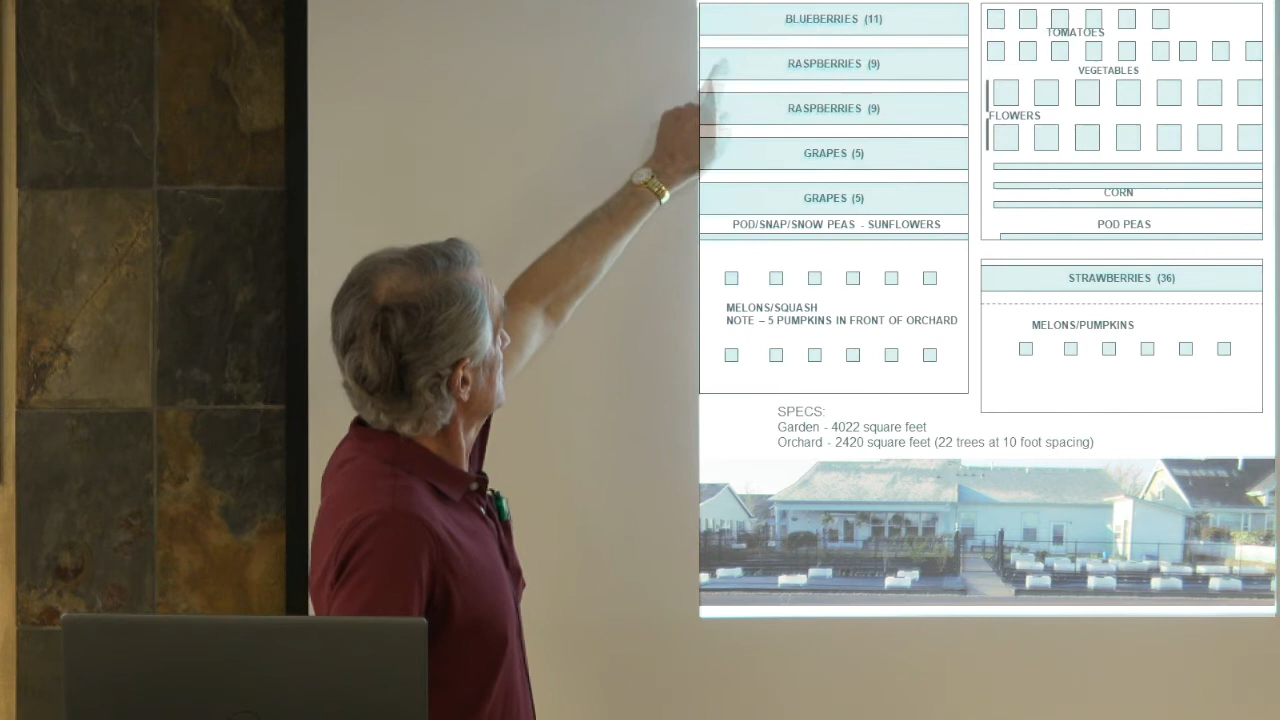 BLUEBERRIES (11)
RASPBERRIES (9)
RASPBERRIES (9)
GRAPES (5)
GRAPES (5)
POD/SNAP/SNOW PEAS - SUNFLOWERS
MELONS/SQUASH
NOTE – 5 PUMPKINS IN FRONT OF ORCHARD
TOMATOES
VEGETABLES
FLOWERS
CORN
POD PEAS
STRAWBERRIES (36)
MELONS/PUMPKINS
SPECS:
Garden - 4022 square feet
Orchard - 2420 square feet (22 trees at 10 foot spacing)